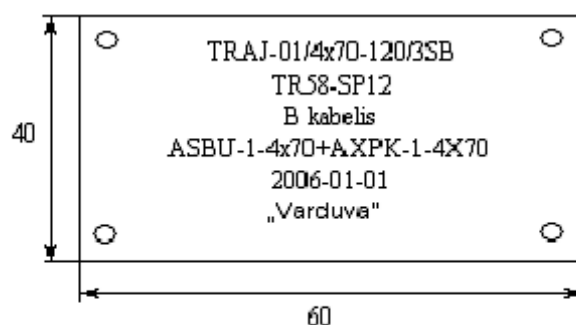 TRAJ-01/4x70-120/3SB
TR58-SP12
B kabelis
ASBU-1-4x70+AXPK-1-4X70
2006-01-01
„Varduva"
40
60